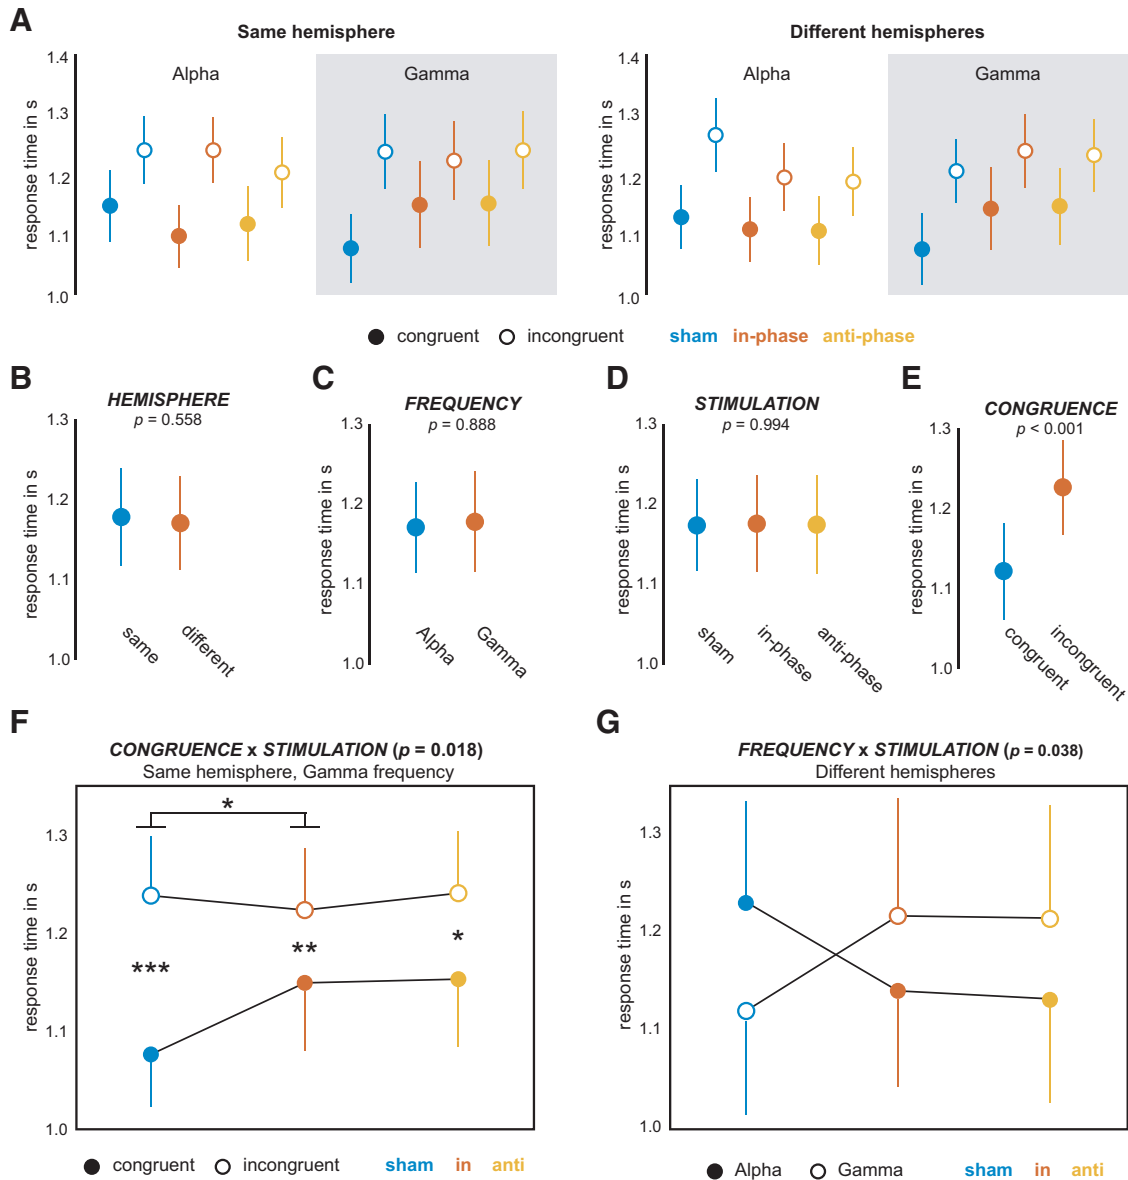 A
Same hemisphere
Different hemispheres
response time in s
1.4
1.3
1.2
1.1
1.0
Alpha
Gamma
response time in s
1.4
1.3
1.2
1.1
1.0
Alpha
Gamma
congruent
incongruent
sham
in-phase
anti-phase
B
HEMISPHERE
p = 0.558
response time in s
1.3
1.2
1.1
1.0
same
different
C
FREQUENCY
p = 0.888
response time in s
1.3
1.2
1.1
1.0
Alpha
Gamma
D
STIMULATION
p = 0.994
response time in s
1.3
1.2
1.1
1.0
sham
in-phase
anti-phase
E
CONGRUENCE
p < 0.001
response time in s
1.3
1.2
1.1
1.0
congruent
incongruent
F
CONGRUENCE x STIMULATION (p = 0.018)
Same hemisphere, Gamma frequency
response time in s
1.3
1.2
1.1
1.0
*
***
**
*
congruent
incongruent
sham
in
anti
G
FREQUENCY x STIMULATION (p = 0.038)
Different hemispheres
response time in s
1.3
1.2
1.1
1.0
Alpha
Gamma
sham
in
anti